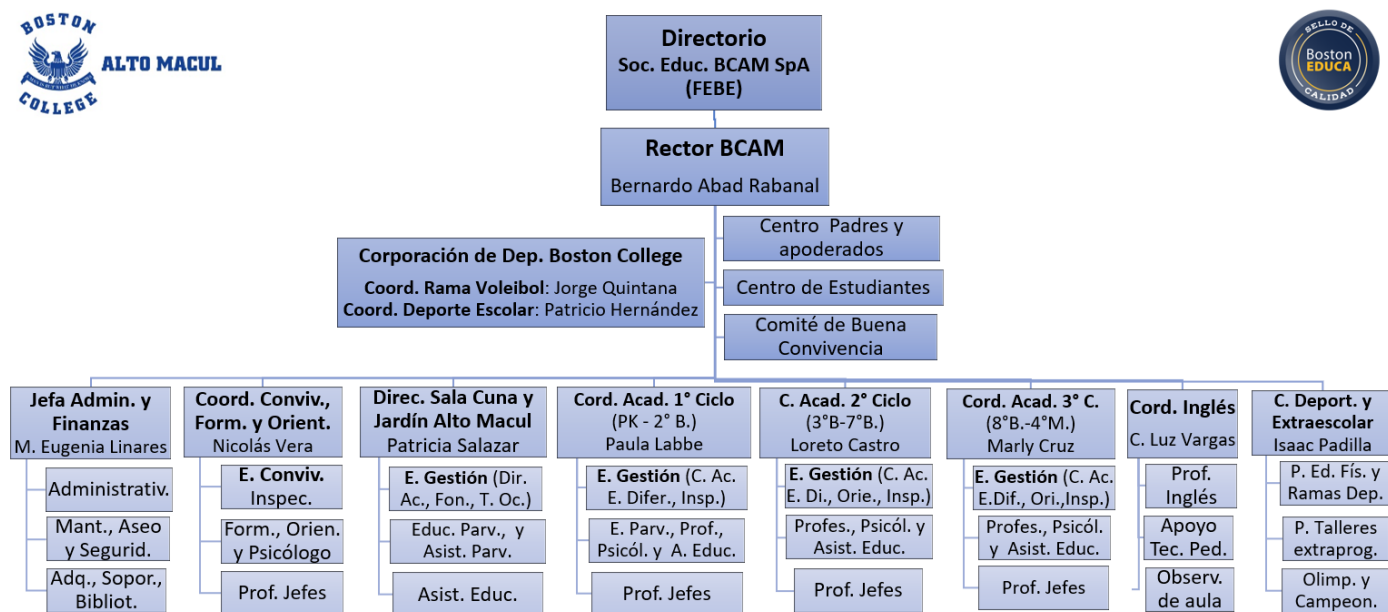 BOSTON
COLLEGE
ALTO MACUL
Directorio
Soc. Educ. BCAM SpA
(FEBE)
SELLO DE
Boston
EDUCA
CALIDAD
Rector BCAM
Bernardo Abad Rabanal
Centro Padres y
apoderados
Corporación de Dep. Boston College
Coord. Rama Voleibol: Jorge Quintana
Coord. Deporte Escolar: Patricio Hernández
Centro de Estudiantes
Comité de Buena
Convivencia
Jefa Admin. y
Finanzas
M. Eugenia Linares
Administrativ.
Mant., Aseo
y Segurid.
Adq., Sopor.,
Bibliot.
Coord. Conviv.,
Form. y Orient.
Nicolás Vera
E. Conviv.
Inspec.
Form., Orien.
y Psicólogo
Prof. Jefes
Direc. Sala Cuna y
Jardín Alto Macul
Patricia Salazar
E. Gestión (Dir.
Ac., Fon., T. Oc.)
Educ. Parv., y
Asist. Parv.
Asist. Educ.
Cord. Acad. 1° Ciclo
(PK - 2° B.)
Paula Labbe
E. Gestión (C. Ac.
E. Difer., Insp.)
E. Parv., Prof.,
Psicól. y A. Educ.
Prof. Jefes
C. Acad. 2° Ciclo
(3°B-7°B.)
Loreto Castro
E. Gestión (C. Ac.
E. Di., Orie., Insp.)
Profes., Psicól. y
Asist. Educ.
Prof. Jefes
Cord. Acad. 3° C.
(8°B.-4°M.)
Marly Cruz
E. Gestión (C. Ac.
E.Dif., Ori.,Insp.)
Profes., Psicól.
y Asist. Educ.
Prof. Jefes
Cord. Inglés
C. Luz Vargas
Prof.
Inglés
Apoyo
Tec. Ped.
Observ.
de aula
C. Deport. y
Extraescolar
Isaac Padilla
P. Ed. Fís. y
Ramas Dep.
P. Talleres
extraprog.
Olimp. y
Campeon.